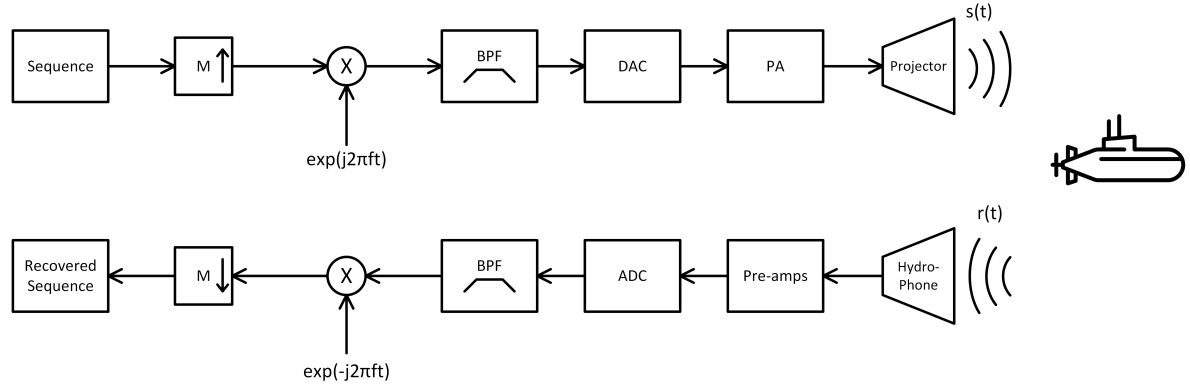 s(t)
Sequence
M
X
BPF
DAC
PA
Projector
exp(j2πft)
r(t)
Recovered
Sequence
M
X
BPF
ADC
Pre-amps
Hydro-
Phone
exp(-j2πft)